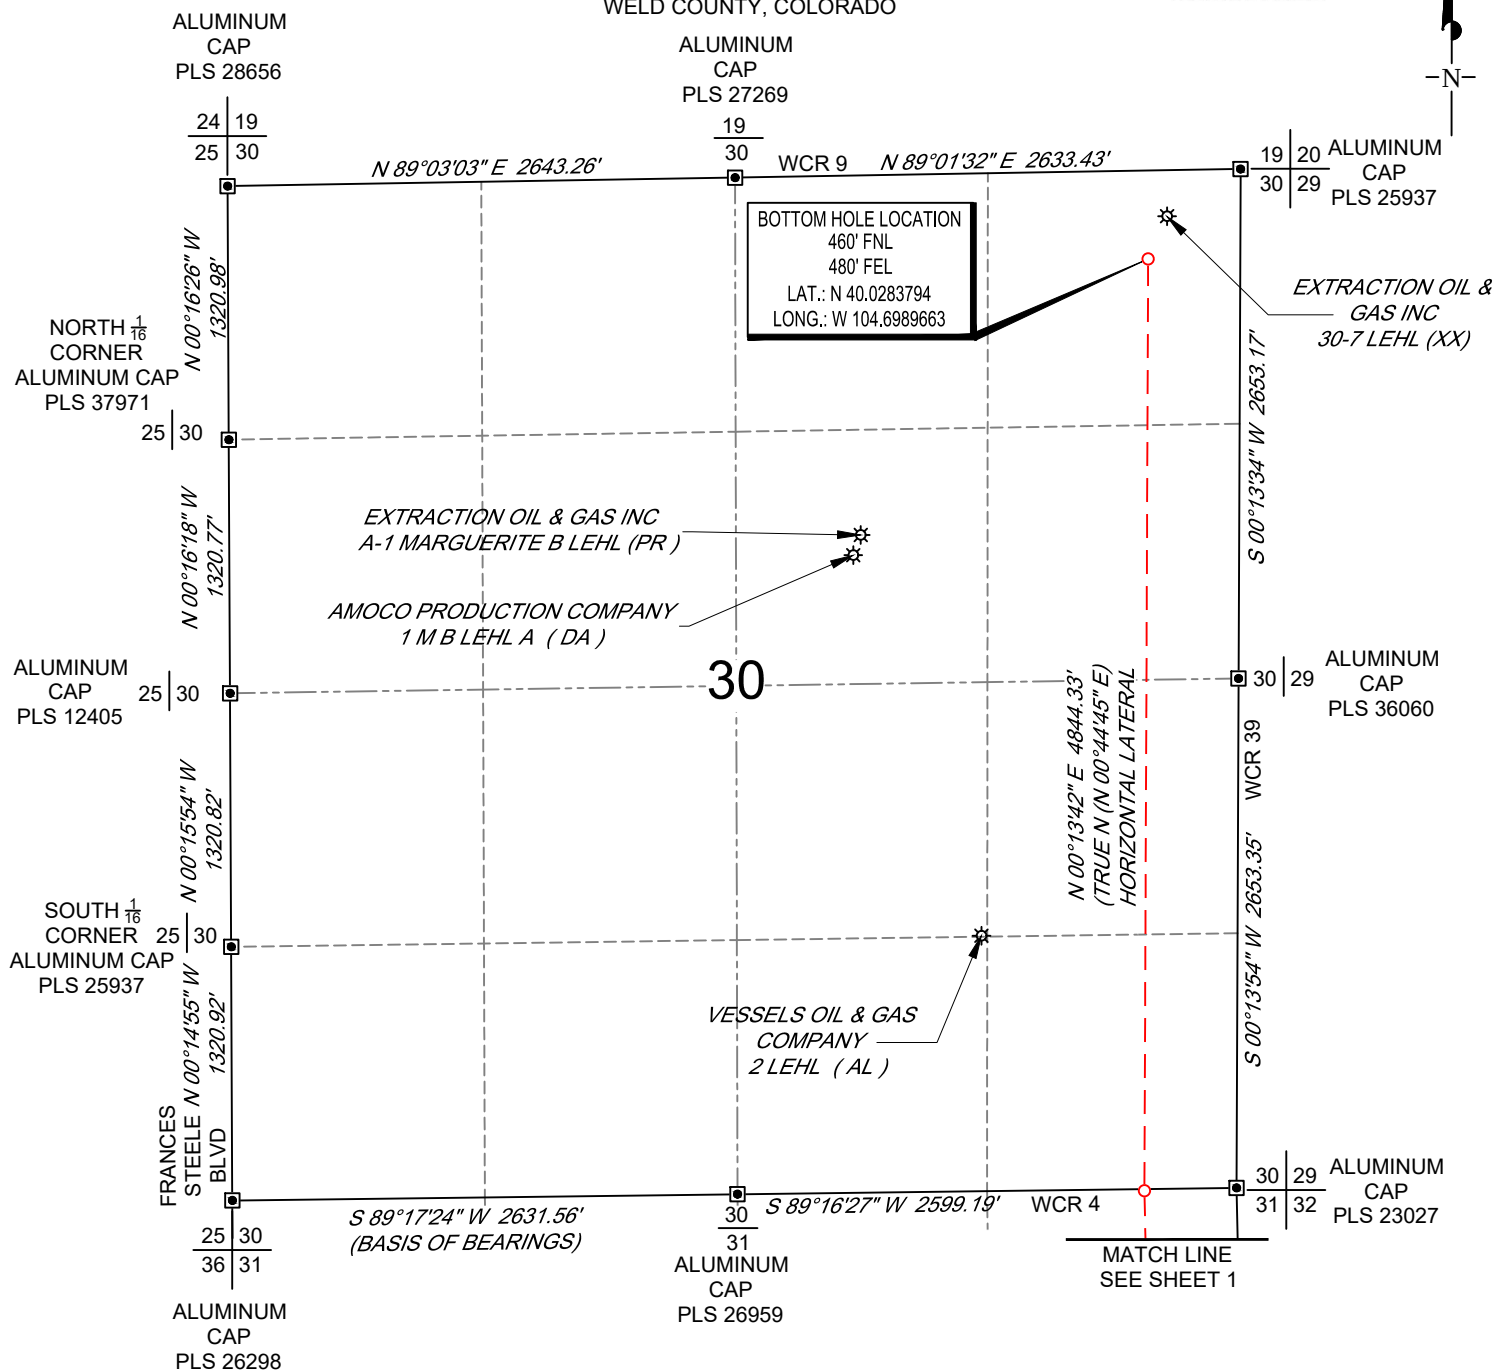 WELD COUNTY, COLORADO
ALUMINUM
CAP
PLS 28656
ALUMINUM
CAP
PLS 27269
N
24 19
25 30
19
30
19 20
30 29
ALUMINUM
CAP
PLS 25937
N 89°03'03" E 2643.26'
WCR 9
N 89°01'32" E 2633.43'
BOTTOM HOLE LOCATION
460' FNL
480' FEL
LAT.: N 40.0283794
LONG.: W 104.6989663
EXTRACTION OIL &
GAS INC
30-7 LEHL (XX)
N 00°16'26" W
1320.98'
NORTH 1/16
CORNER
ALUMINUM CAP
PLS 37971
25 30
S 00°13'34" W 2653.17'
EXTRACTION OIL & GAS INC
A-1 MARGUERITE B LEHL (PR )
N 00°16'18" W
1320.77'
AMOCO PRODUCTION COMPANY
1 M B LEHL A ( DA )
ALUMINUM
CAP
PLS 12405
25 30
30
30 29
ALUMINUM
CAP
PLS 36060
N 00°13'42" E 4844.33'
(TRUE N (N 00°44'45" E)
HORIZONTAL LATERAL
WCR 39
N 00°15'54" W
1320.82'
SOUTH 1/16
CORNER
ALUMINUM CAP
PLS 25937
25 30
S 00°13'54" W 2653.35'
VESSELS OIL & GAS
COMPANY
2 LEHL ( AL )
N 00°14'55" W
1320.92'
FRANCES
STEELE
BLVD
S 89°17'24" W 2631.56'
(BASIS OF BEARINGS)
S 89°16'27" W 2599.19'
WCR 4
30 29
31 32
ALUMINUM
CAP
PLS 23027
25 30
36 31
30
31
ALUMINUM
CAP
PLS 26959
MATCH LINE
SEE SHEET 1
ALUMINUM
CAP
PLS 26298